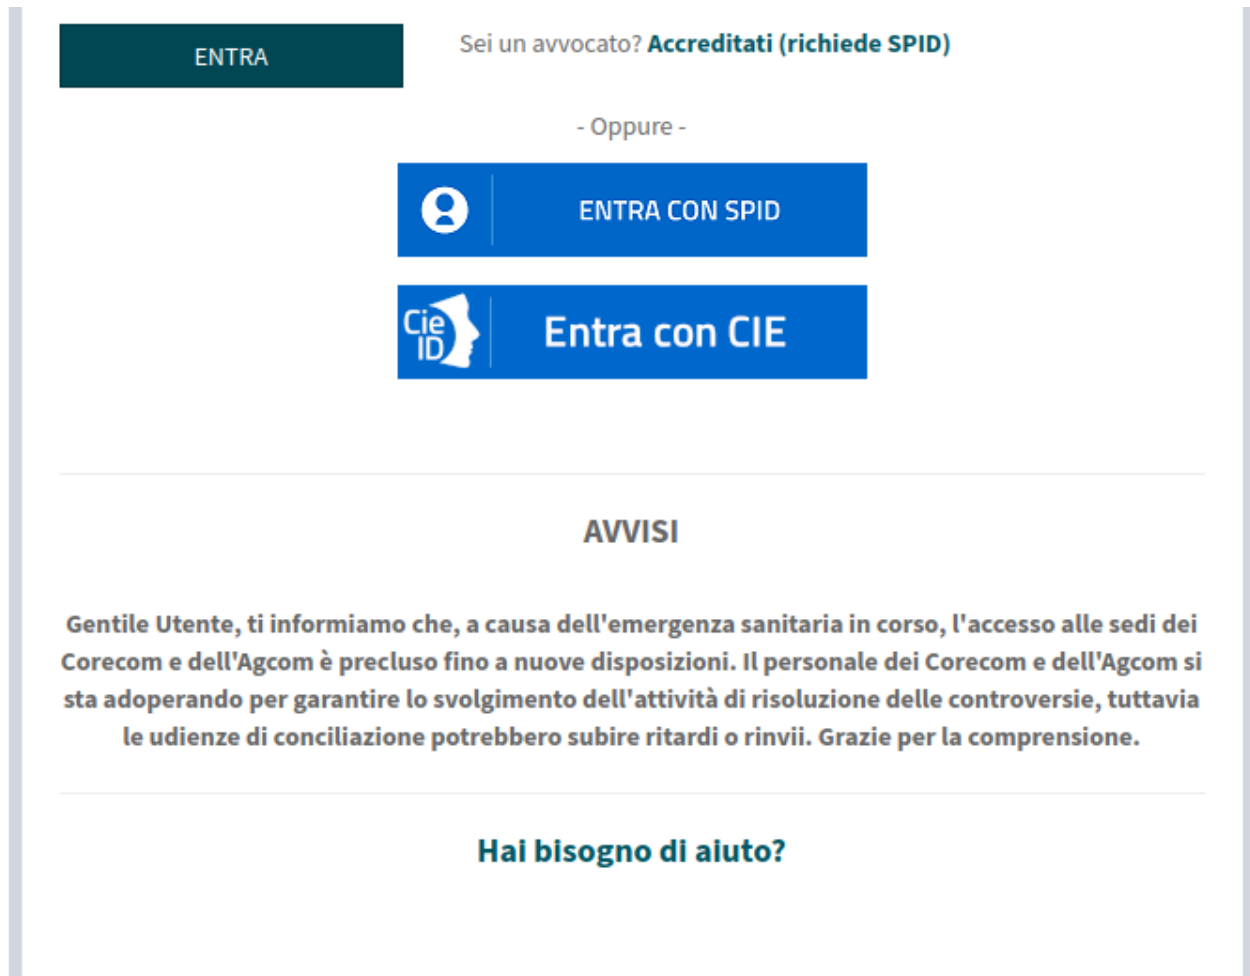 ENTRA
Sei un avvocato? Accreditati (richiede SPID)
- Oppure -
ENTRA CON SPID
Cie
ID
Entra con CIE
AVVISI
Gentile Utente, ti informiamo che, a causa dell'emergenza sanitaria in corso, l'accesso alle sedi dei
Corecom e dell'Agcom è precluso fino a nuove disposizioni. Il personale dei Corecom e dell'Agcom si
sta adoperando per garantire lo svolgimento dell'attività di risoluzione delle controversie, tuttavia
le udienze di conciliazione potrebbero subire ritardi o rinvii. Grazie per la comprensione.
Hai bisogno di aiuto?